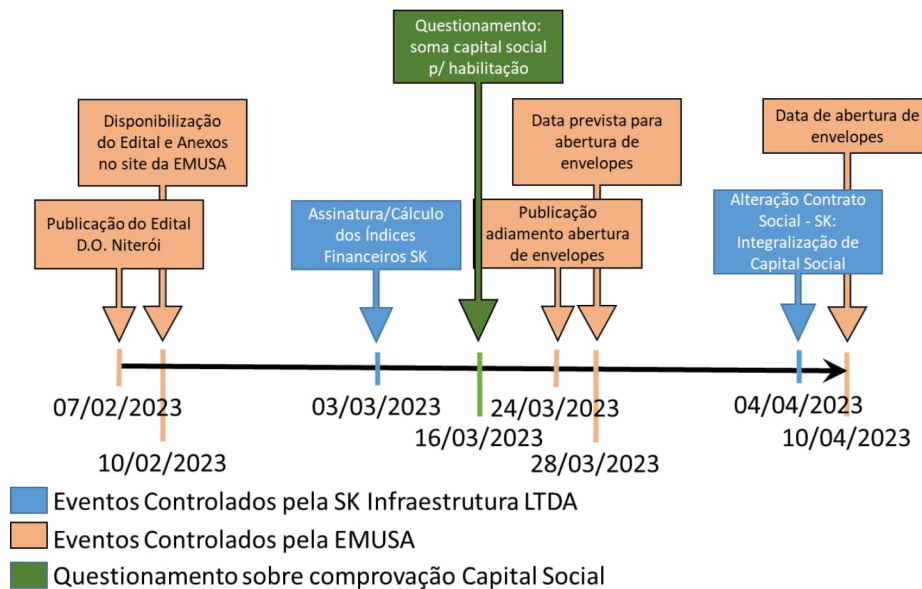 Questionamento:
soma capital social
p/ habilitação
Disponibilização
do Edital e Anexos
no site da EMUSA
Data prevista para
abertura de
envelopes
Data de abertura de
envelopes
Publicação do Edital
D.O. Niterói
Assinatura/Cálculo
dos Índices
Financeiros SK
Publicação
adiamento abertura
de envelopes
Alteração Contrato
Social - SK:
Integralização de
Capital Social
07/02/2023
10/02/2023
03/03/2023
16/03/2023
24/03/2023
28/03/2023
04/04/2023
10/04/2023
Eventos Controlados pela SK Infraestrutura LTDA
Eventos Controlados pela EMUSA
Questionamento sobre comprovação Capital Social